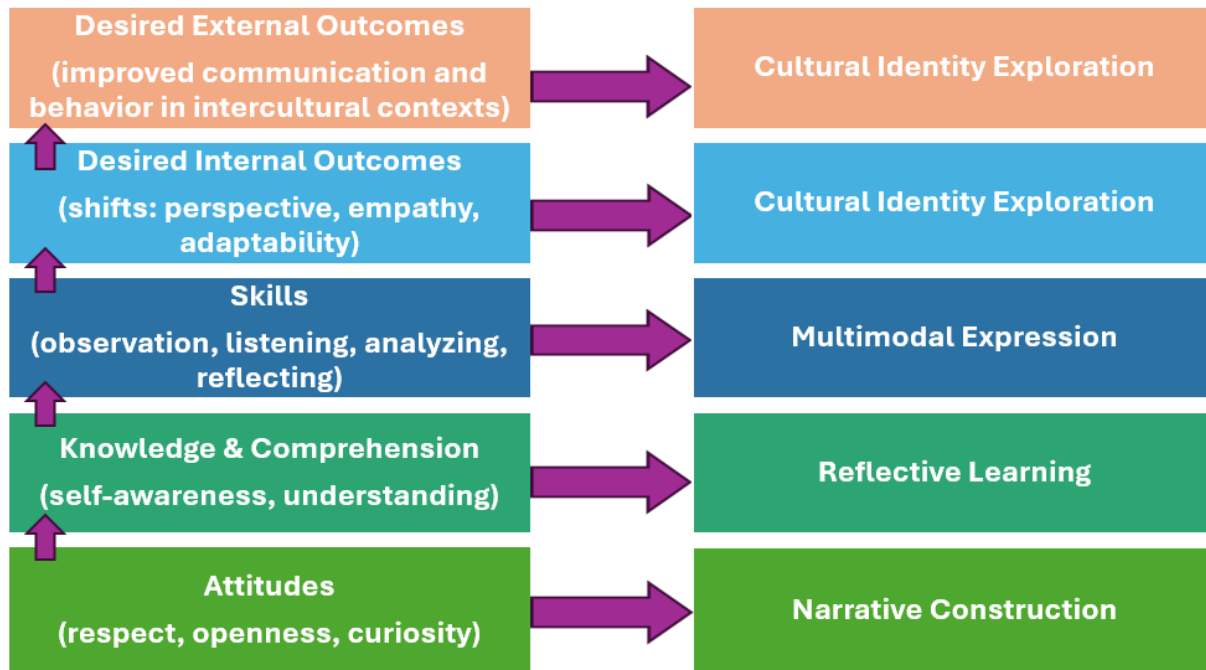 Desired External Outcomes
(improved communication and
behavior in intercultural contexts)
Cultural Identity Exploration
Desired Internal Outcomes
(shifts: perspective, empathy,
adaptability)
Cultural Identity Exploration
Skills
(observation, listening, analyzing,
reflecting)
Multimodal Expression
Knowledge & Comprehension
(self-awareness, understanding)
Reflective Learning
Attitudes
(respect, openness, curiosity)
Narrative Construction